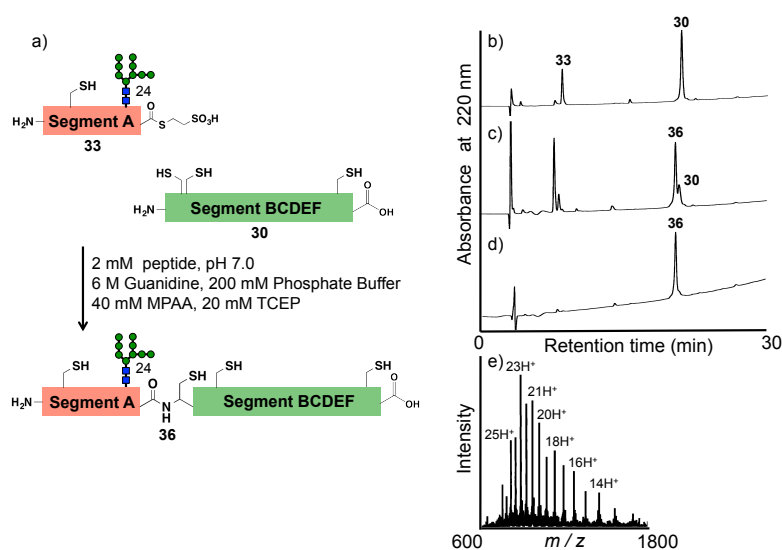 a)
SH
24
H₂N
Segment A
O
S
SO₃H
33
HS
SH
SH
O
H₂N
Segment BCDEF
OH
30
2 mM peptide, pH 7.0
6 M Guanidine, 200 mM Phosphate Buffer
40 mM MPAA, 20 mM TCEP
SH
24
O
SH
SH
SH
O
H₂N
Segment A
N
H
Segment BCDEF
OH
36
b)
33
30
c)
36
30
d)
36
Absorbance at 220 nm
0
Retention time (min)
30
e)
23H⁺
21H⁺
20H⁺
25H⁺
18H⁺
16H⁺
14H⁺
Intensity
600
m / z
1800